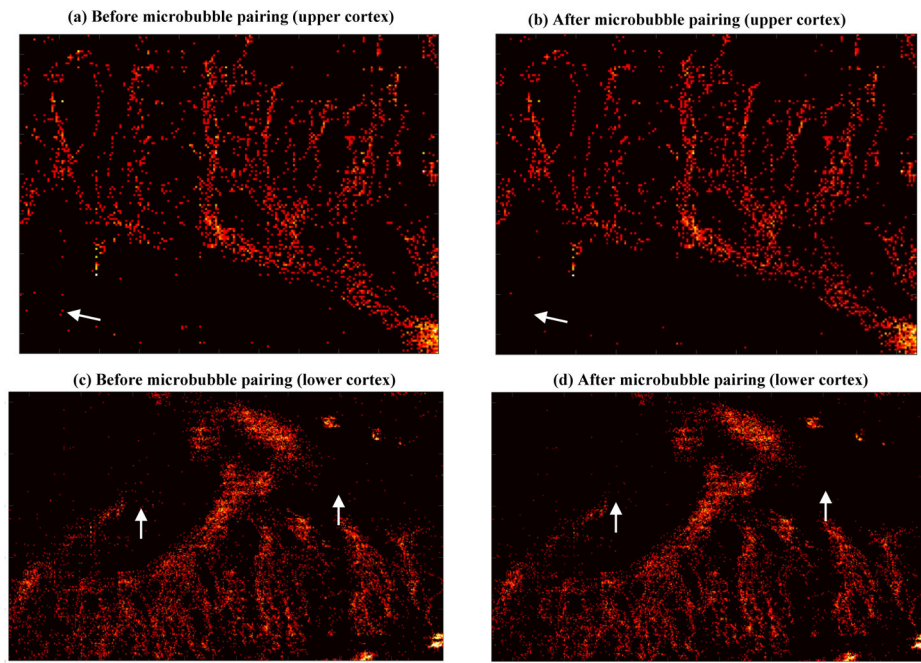 (a) Before microbubble pairing (upper cortex)
(b) After microbubble pairing (upper cortex)
(c) Before microbubble pairing (lower cortex)
(d) After microbubble pairing (lower cortex)